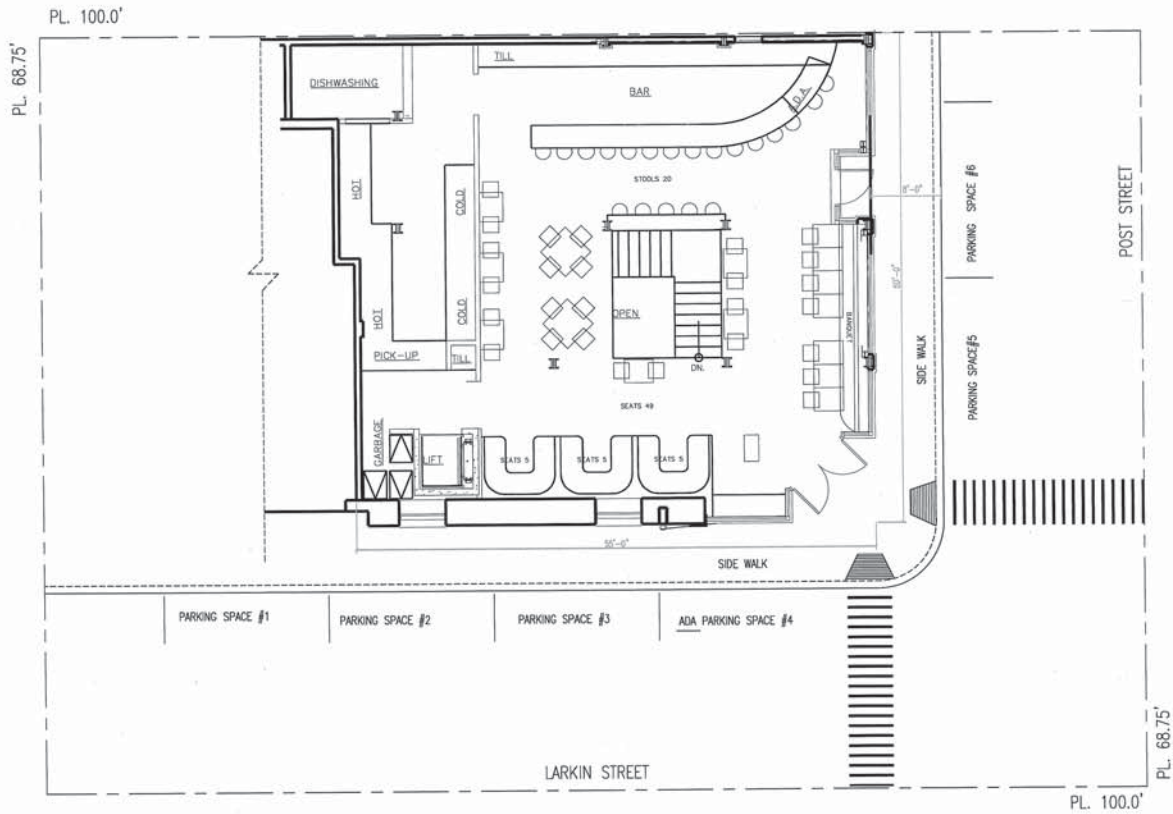 PL. 100.0'
PL. 68.75'
TILL
DISHWASHING
BAR
HOT
COLD
STOOLS 20
8'-0"
PARKING SPACE #6
POST STREET
OPEN
HOT
COLD
BANQUET
PICK-UP
TILL
DN.
SIDE WALK
PARKING SPACE#5
SEATS 49
GARBAGE
LIFT
SEATS 5
SEATS 5
SEATS 5
55'-0"
SIDE WALK
PARKING SPACE #1
PARKING SPACE #2
PARKING SPACE #3
ADA PARKING SPACE #4
LARKIN STREET
PL. 68.75'
PL. 100.0'